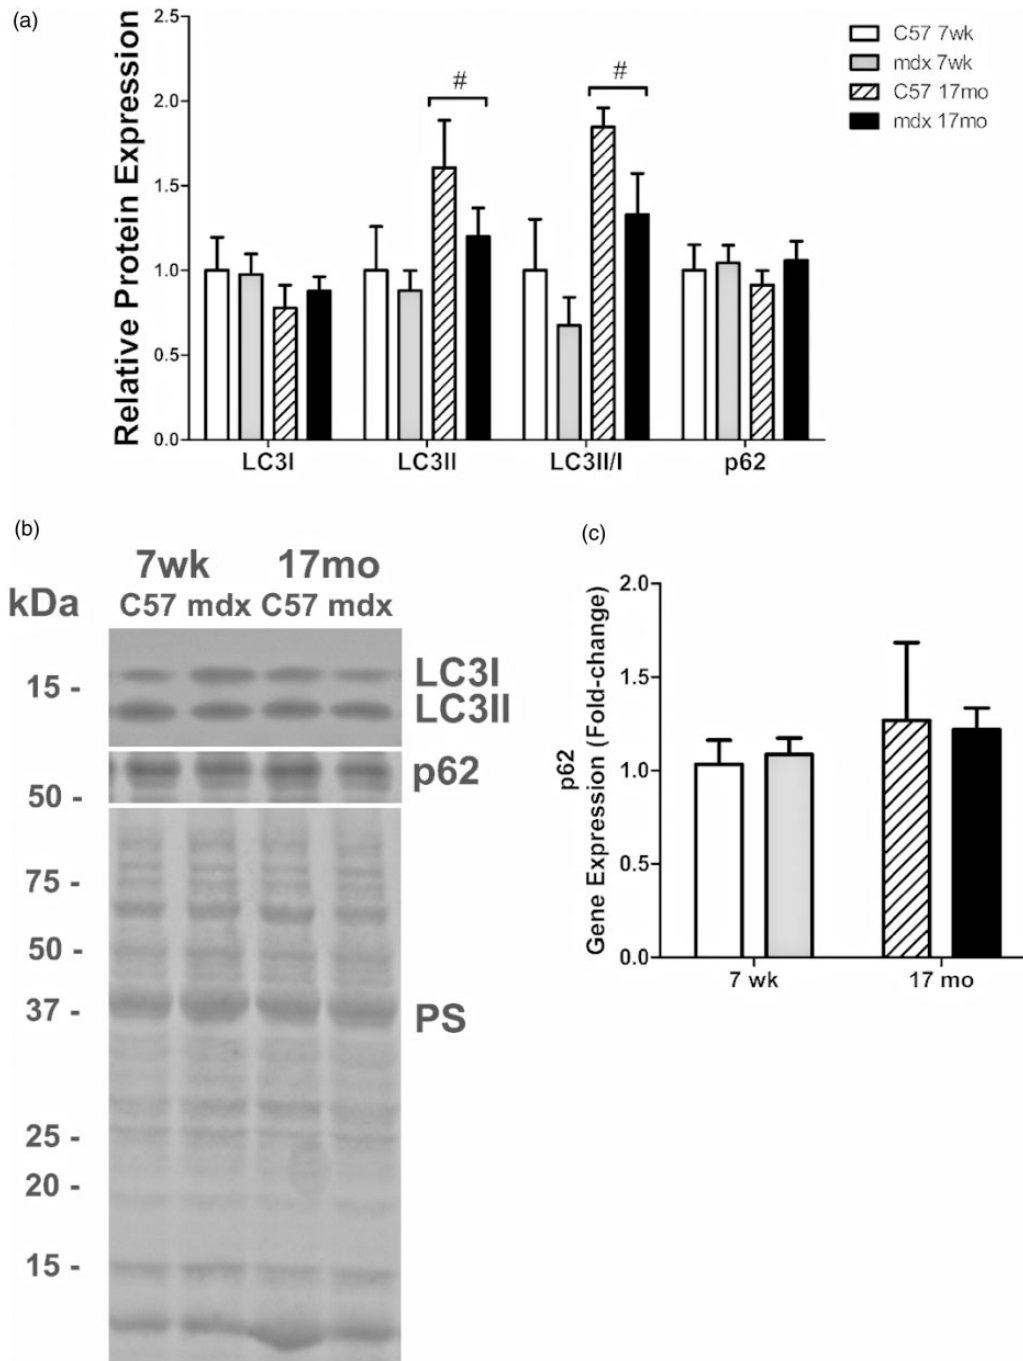 (a)
Relative Protein Expression
2.5
2.0
1.5
1.0
0.5
0.0
#
#
C57 7wk
mdx 7wk
C57 17mo
mdx 17mo
LC3I LC3II LC3II/I p62
(b)
7wk 17mo
kDa C57 mdx C57 mdx
15 -
LC3I
LC3II
p62
50 -
75 -
50 -
37 -
PS
25 -
20 -
15 -
(c)
p62
Gene Expression (Fold-change)
2.0
1.5
1.0
0.5
0.0
7 wk 17 mo